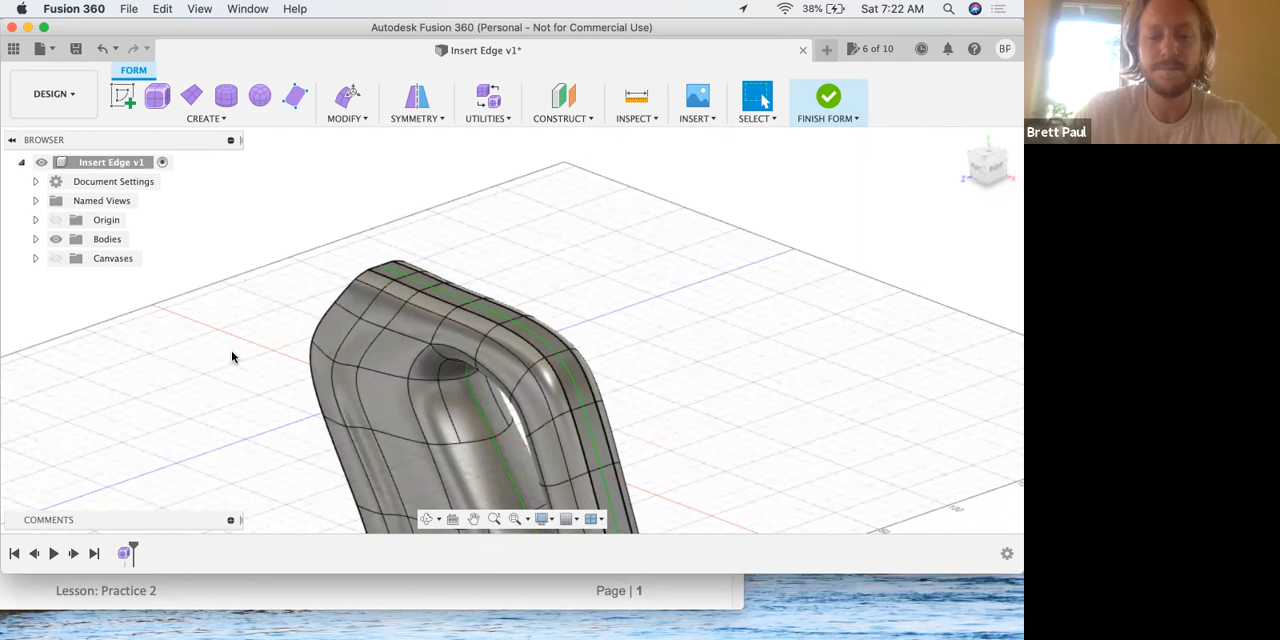 Fusion 360 File Edit View Window Help 38% Sat 7:22 AM
Autodesk Fusion 360 (Personal - Not for Commercial Use)
Insert Edge v1* 6 of 10 BP
FORM
DESIGN
CREATE MODIFY SYMMETRY UTILITIES CONSTRUCT INSPECT INSERT SELECT FINISH FORM
BROWSER
Insert Edge v1
Document Settings
Named Views
Origin
Bodies
Canvases
COMMENTS
Lesson: Practice 2 Page | 1
Brett Paul